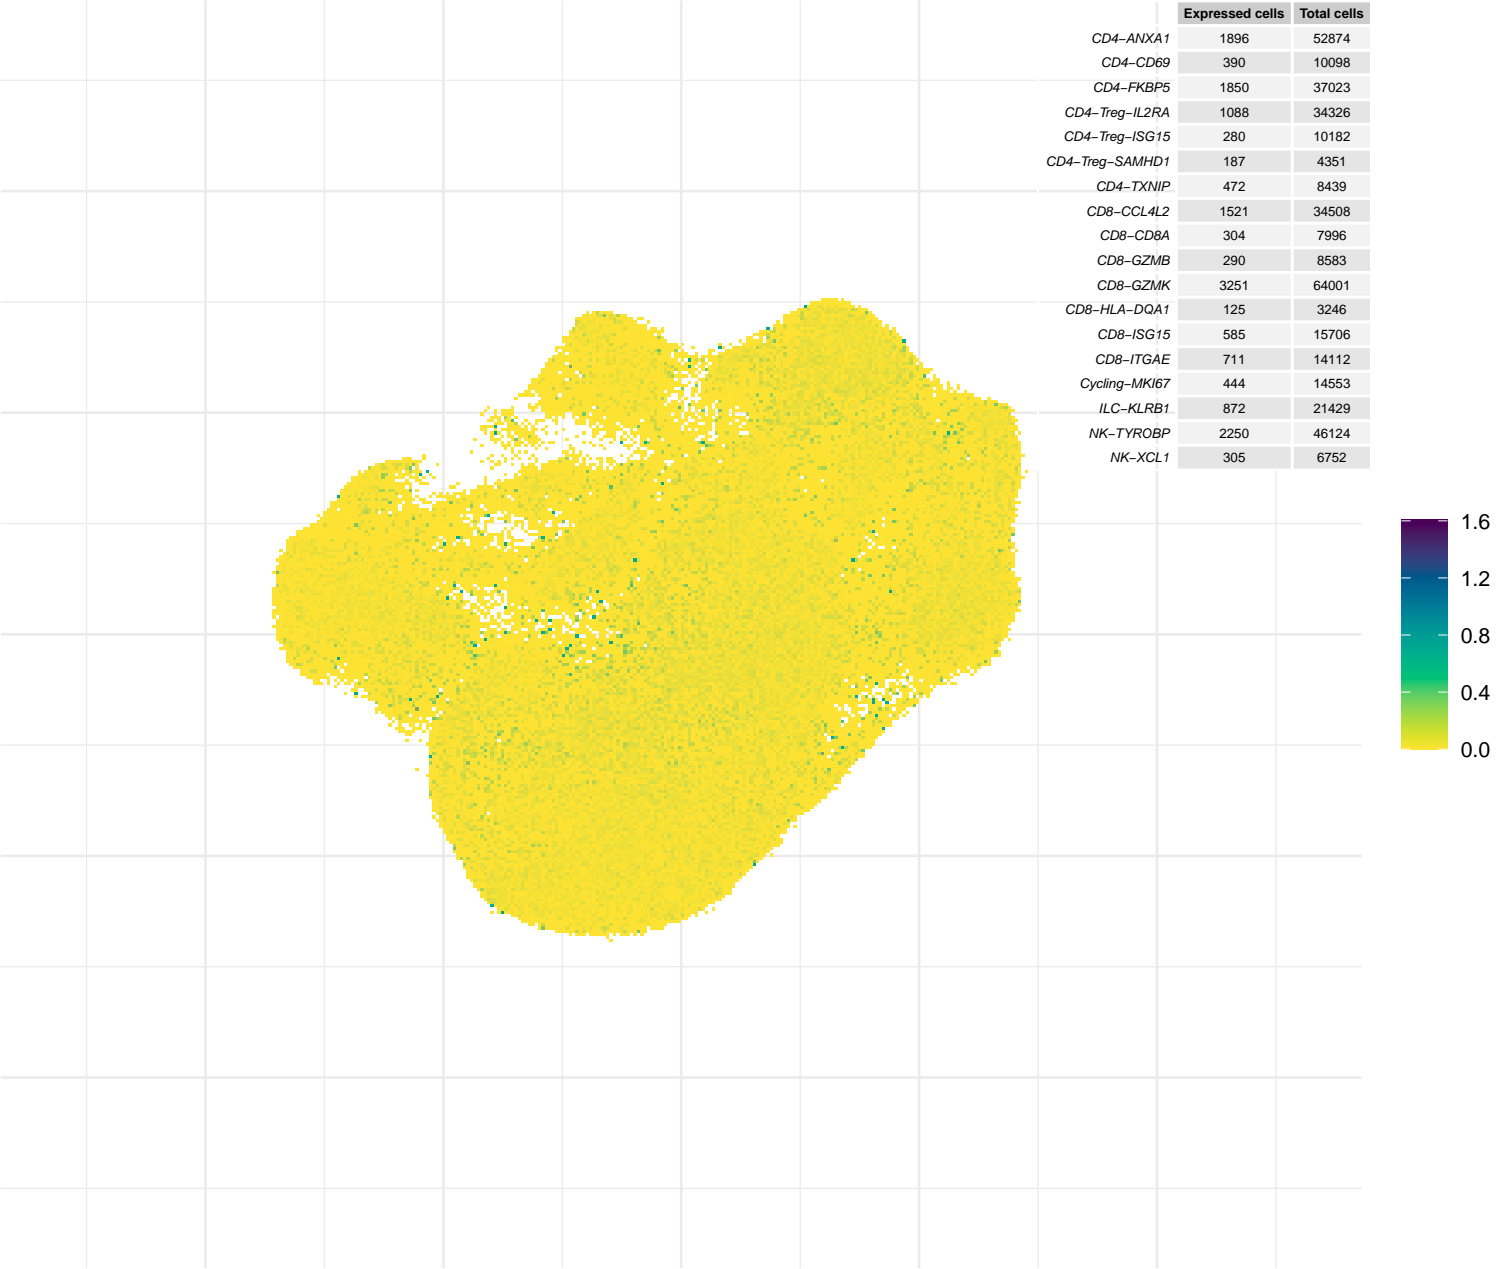 Expressed cells Total cells
CD4−ANXA1 1896 52874
CD4−CD69 390 10098
CD4−FKBP5 1850 37023
CD4−Treg−IL2RA 1088 34326
CD4−Treg−ISG15 280 10182
CD4−Treg−SAMHD1 187 4351
CD4−TXNIP 472 8439
CD8−CCL4L2 1521 34508
CD8−CD8A 304 7996
CD8−GZMB 290 8583
CD8−GZMK 3251 64001
CD8−HLA−DQA1 125 3246
CD8−ISG15 585 15706
CD8−ITGAE 711 14112
Cycling−MKI67 444 14553
ILC−KLRB1 872 21429
NK−TYROBP 2250 46124
NK−XCL1 305 6752
1.6
1.2
0.8
0.4
0.0